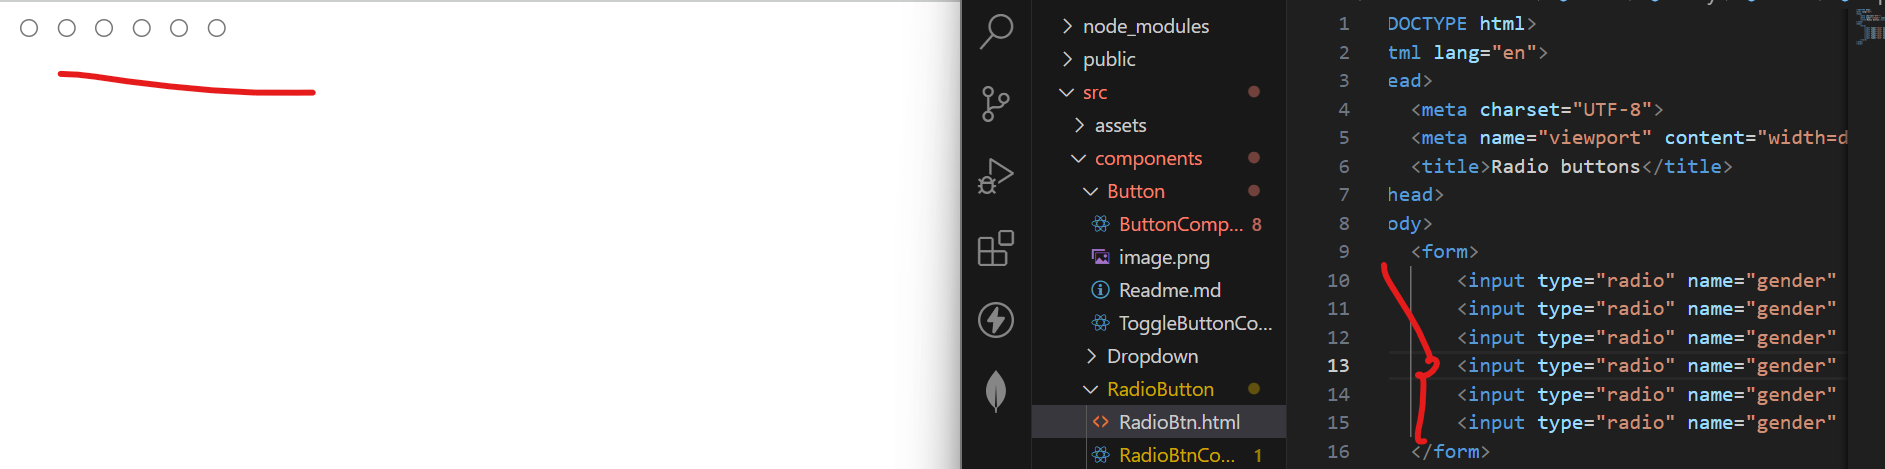 node_modules
public
src
assets
components
Button
ButtonComp... 8
image.png
Readme.md
ToggleButtonCo...
Dropdown
RadioButton
RadioBtn.html
RadioBtnCo... 1
1 DOCTYPE html>
2 tml lang="en">
3 ead>
4 <meta charset="UTF-8">
5 <meta name="viewport" content="width=d
6 <title>Radio buttons</title>
7 head>
8 ody>
9 <form>
10 <input type="radio" name="gender"
11 <input type="radio" name="gender"
12 <input type="radio" name="gender"
13 <input type="radio" name="gender"
14 <input type="radio" name="gender"
15 <input type="radio" name="gender"
16 </form>